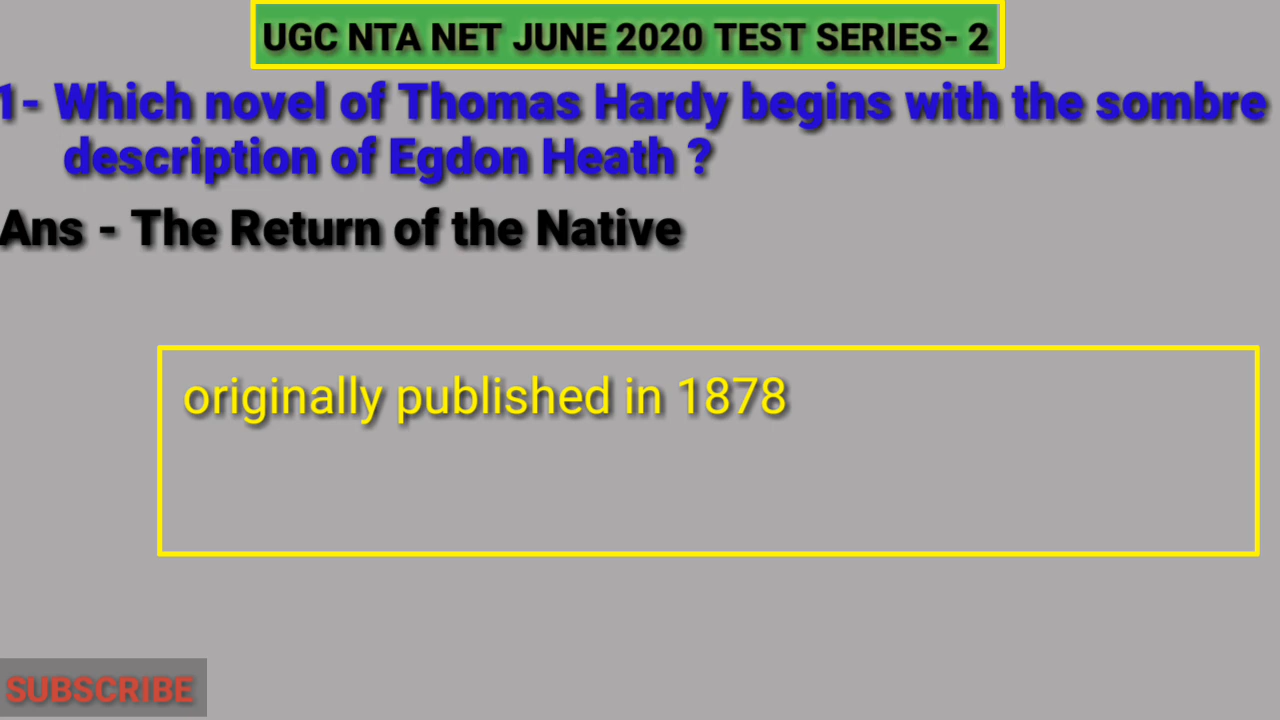 UGC NTA NET JUNE 2020 TEST SERIES- 2
1- Which novel of Thomas Hardy begins with the sombre
description of Egdon Heath ?
Ans - The Return of the Native
originally published in 1878
SUBSCRIBE